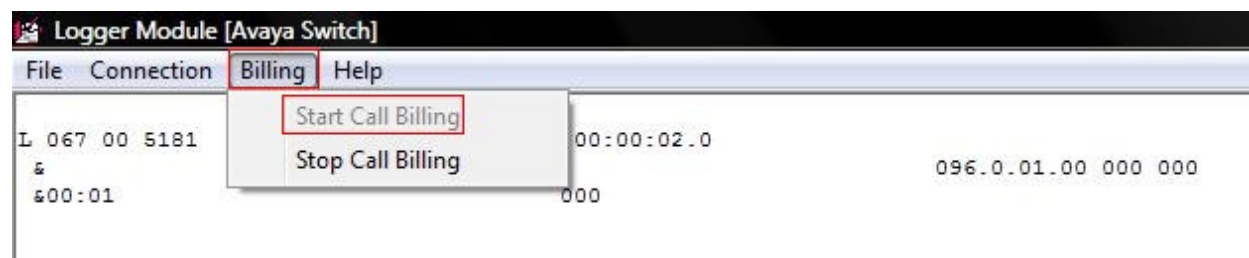 Logger Module [Avaya Switch]
File Connection Billing Help
Start Call Billing
Stop Call Billing
L 067 00 5181 00:00:02.0
& 096.0.01.00 000 000
&00:01 000